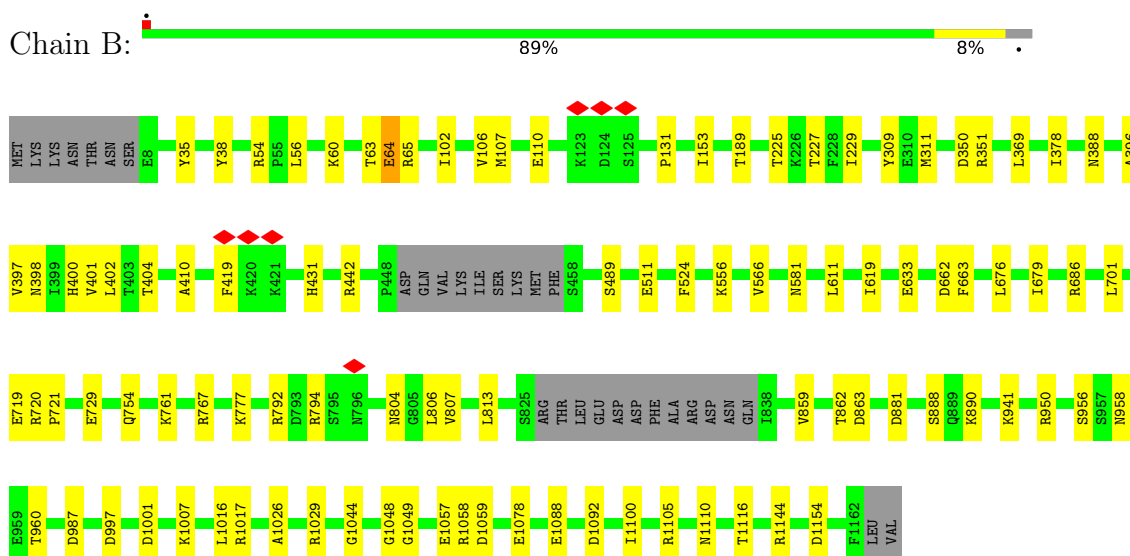 Chain B:
89%
8%
•
MET LYS LYS ASN THR ASN SER E8 Y35 Y38 R54 P55 L56 K60 T63 E64 R65 I102 V106 M107 E110 K123 D124 S125 P131 I153 T189 T225 K226 T227 F228 I229 Y309 E310 M311 D350 R351 L369 I378 N388 A396
V397 N398 I399 H400 V401 L402 T403 T404 A410 F419 K420 K421 H431 R442 P448 ASP GLN VAL LYS ILE SER LYS MET PHE S458 S489 E511 F524 K556 V566 N581 L611 I619 E633 D662 F663 L676 I679 R686 L701
E719 R720 P721 E729 Q754 K761 R767 K777 R792 D793 R794 S795 N796 N804 G805 L806 V807 L813 S825 ARG THR LEU GLU ASP ASP PHE ALA ARG ASP ASN GLN I838 V859 T862 D863 D881 S888 Q889 K890 K941 R950 S956 S957 N958
E959 T960 D987 D997 D1001 K1007 L1016 R1017 A1026 R1029 G1044 G1048 G1049 E1057 R1058 D1059 E1078 E1088 D1092 I1100 R1105 N1110 T1116 R1144 D1154 F1162 LEU VAL